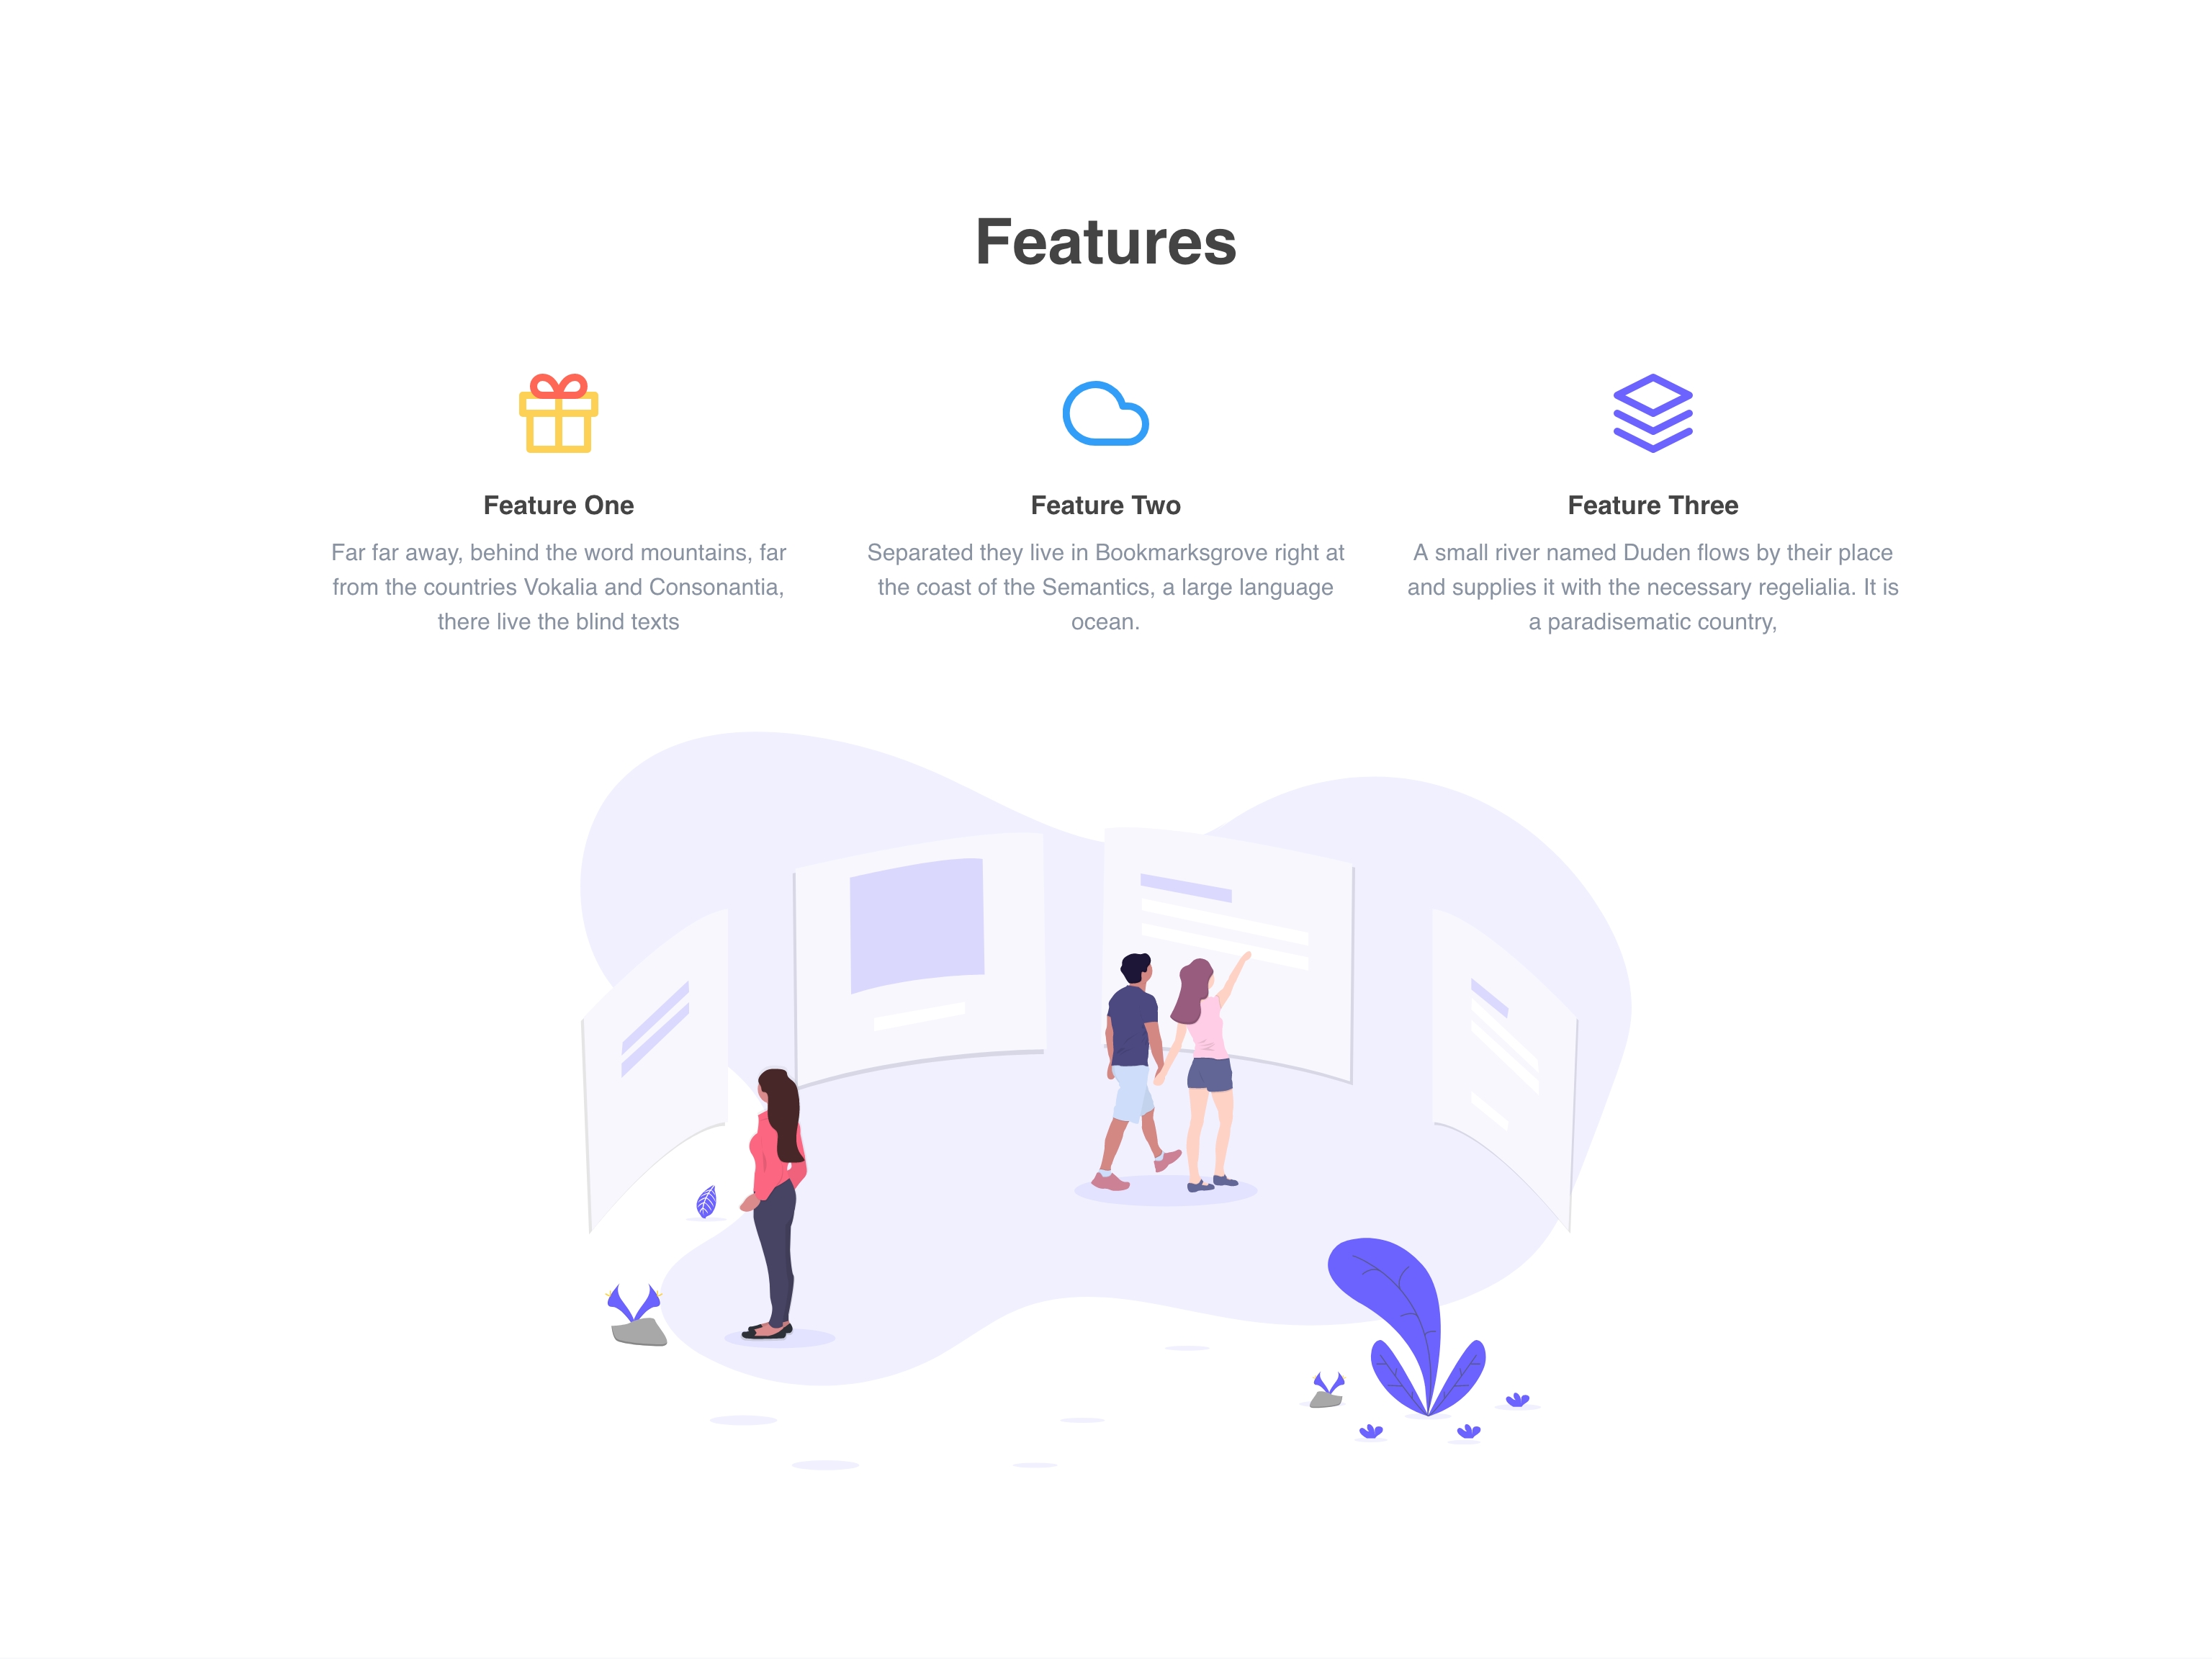 Features
Feature One
Far far away, behind the word mountains, far
from the countries Vokalia and Consonantia,
there live the blind texts
Feature Two
Separated they live in Bookmarksgrove right at
the coast of the Semantics, a large language
ocean.
Feature Three
A small river named Duden flows by their place
and supplies it with the necessary regelialia. It is
a paradisematic country,